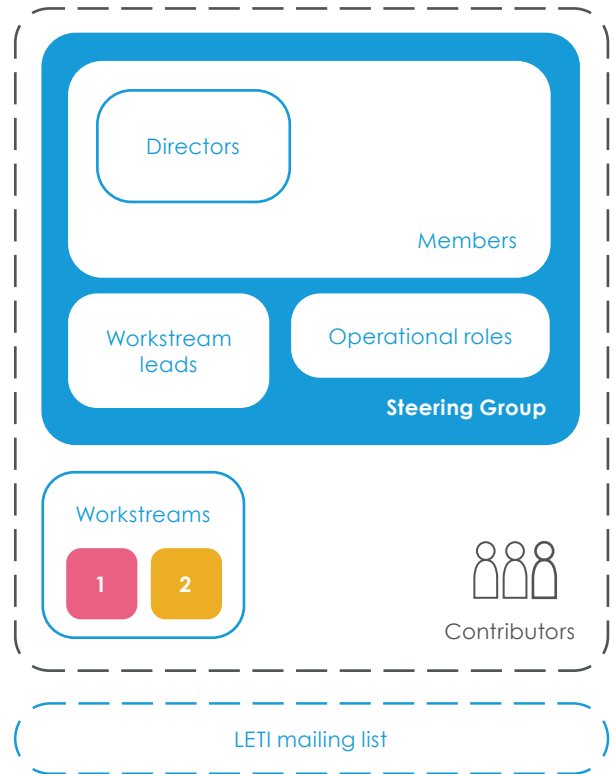 Directors
Members
Workstream
leads
Operational roles
Steering Group
Workstreams
1
2
Contributors
LETI mailing list